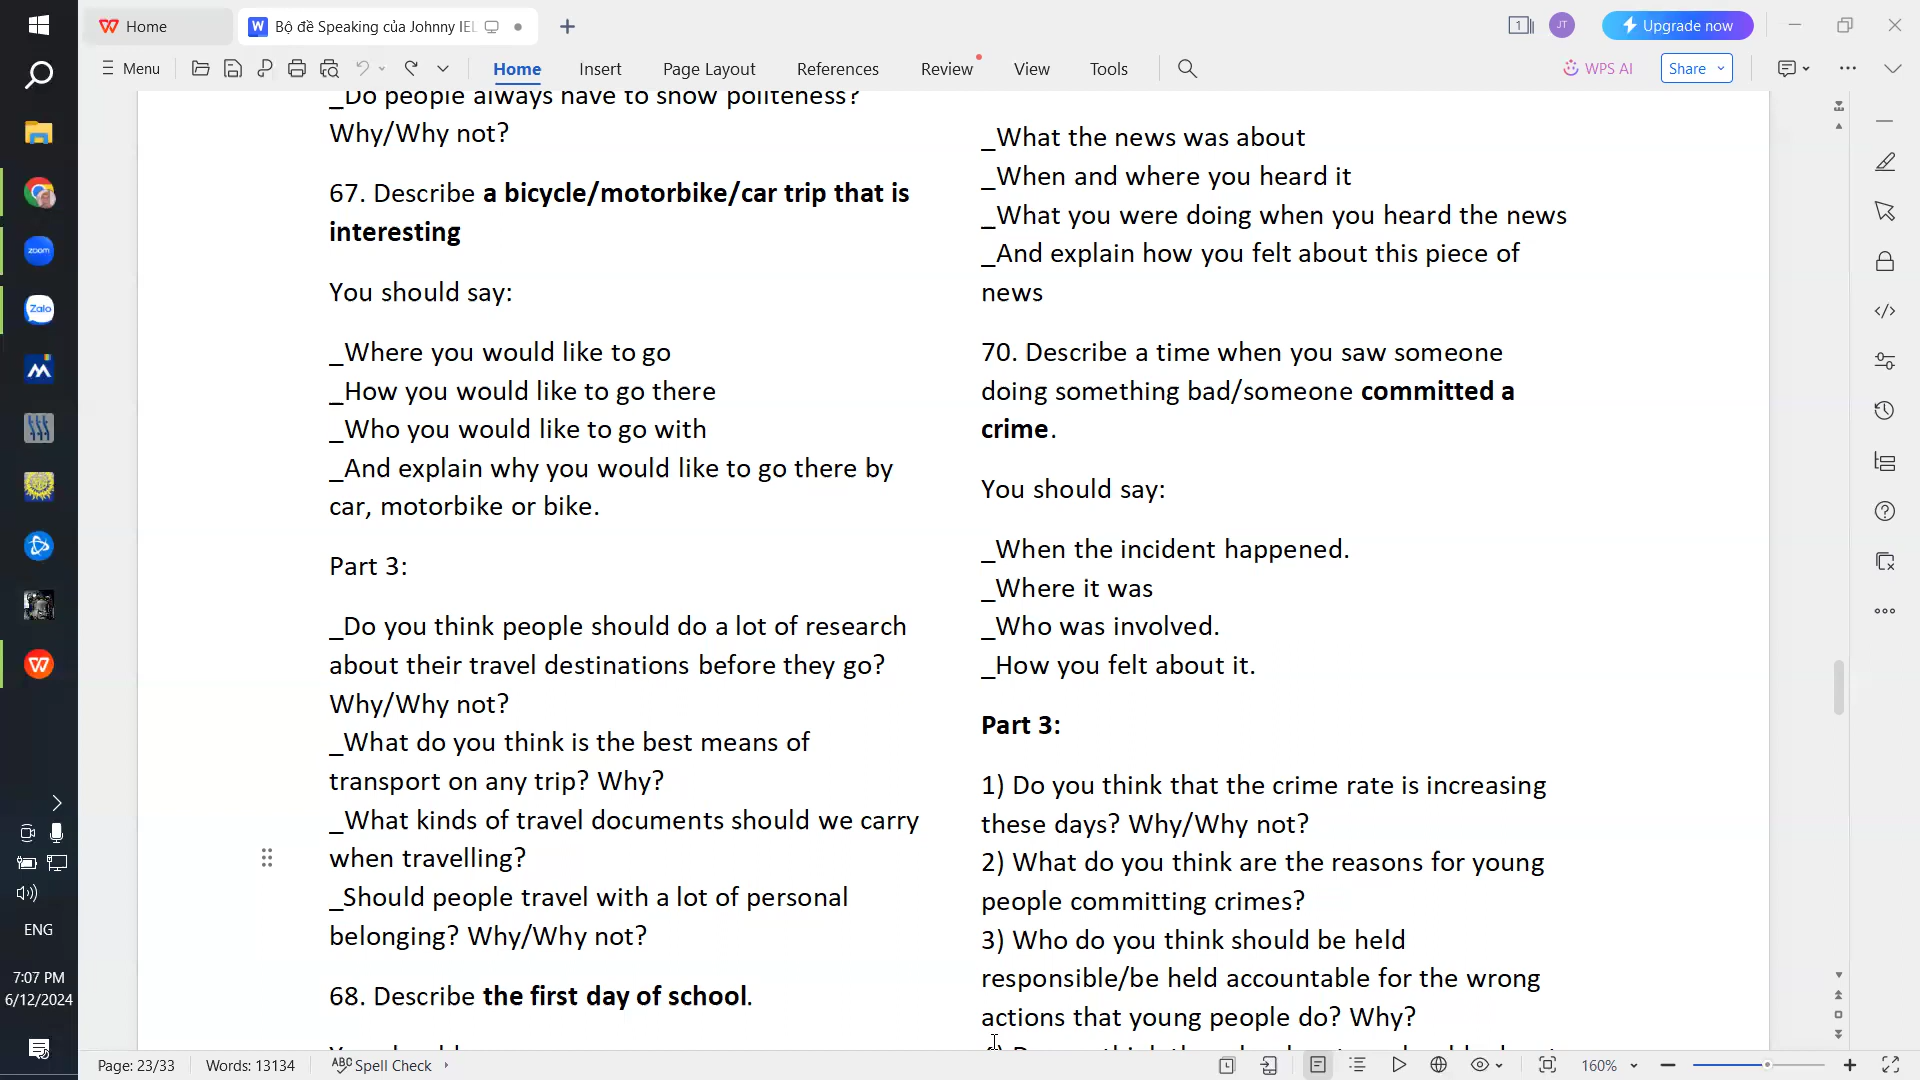 Home
Bộ đề Speaking của Johnny IEL
1
JT
Upgrade now
Menu
Home
Insert
Page Layout
References
Review
View
Tools
WPS AI
Share
_Do people always have to show politeness?
Why/Why not?
67. Describe a bicycle/motorbike/car trip that is
interesting
You should say:
_Where you would like to go
_How you would like to go there
_Who you would like to go with
_And explain why you would like to go there by
car, motorbike or bike.
Part 3:
_Do you think people should do a lot of research
about their travel destinations before they go?
Why/Why not?
_What do you think is the best means of
transport on any trip? Why?
_What kinds of travel documents should we carry
when travelling?
_Should people travel with a lot of personal
belonging? Why/Why not?
68. Describe the first day of school.
_What the news was about
_When and where you heard it
_What you were doing when you heard the news
_And explain how you felt about this piece of
news
70. Describe a time when you saw someone
doing something bad/someone committed a
crime.
You should say:
_When the incident happened.
_Where it was
_Who was involved.
_How you felt about it.
Part 3:
1) Do you think that the crime rate is increasing
these days? Why/Why not?
2) What do you think are the reasons for young
people committing crimes?
3) Who do you think should be held
responsible/be held accountable for the wrong
actions that young people do? Why?
zoom
Zalo
ENG
7:07 PM
6/12/2024
Page: 23/33
Words: 13134
ABC Spell Check
160%